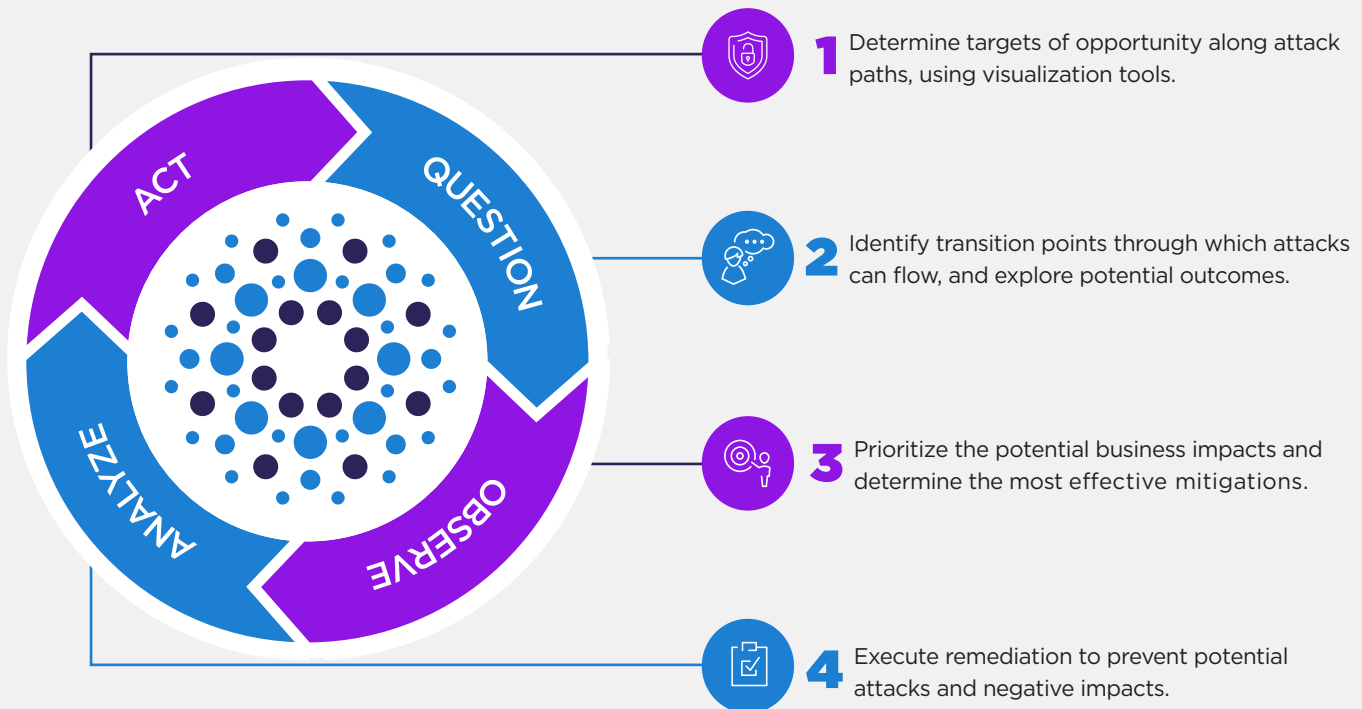 ACT
QUESTION
OBSERVE
ANALYZE
1 Determine targets of opportunity along attack
paths, using visualization tools.
2 Identify transition points through which attacks
can flow, and explore potential outcomes.
3 Prioritize the potential business impacts and
determine the most effective mitigations.
4 Execute remediation to prevent potential
attacks and negative impacts.